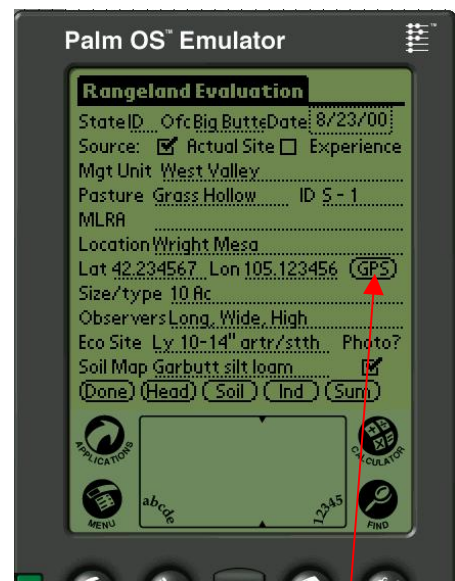 Palm OS™ Emulator
Rangeland Evaluation
State ID Ofc Big Butte Date 8/23/00
Source: Actual Site Experience
Mgt Unit West Valley
Pasture Grass Hollow ID S - 1
MLRA
Location Wright Mesa
Lat 42.234567 Lon 105.123456 GPS
Size/type 10 Ac
Observers Long, Wide, High
Eco Site Ly 10-14" artr/stth Photo?
Soil Map Garbutt silt loam
Done Head Soil Ind Sum
APPLICATIONS CALCULATOR
MENU abcde 12345 FIND